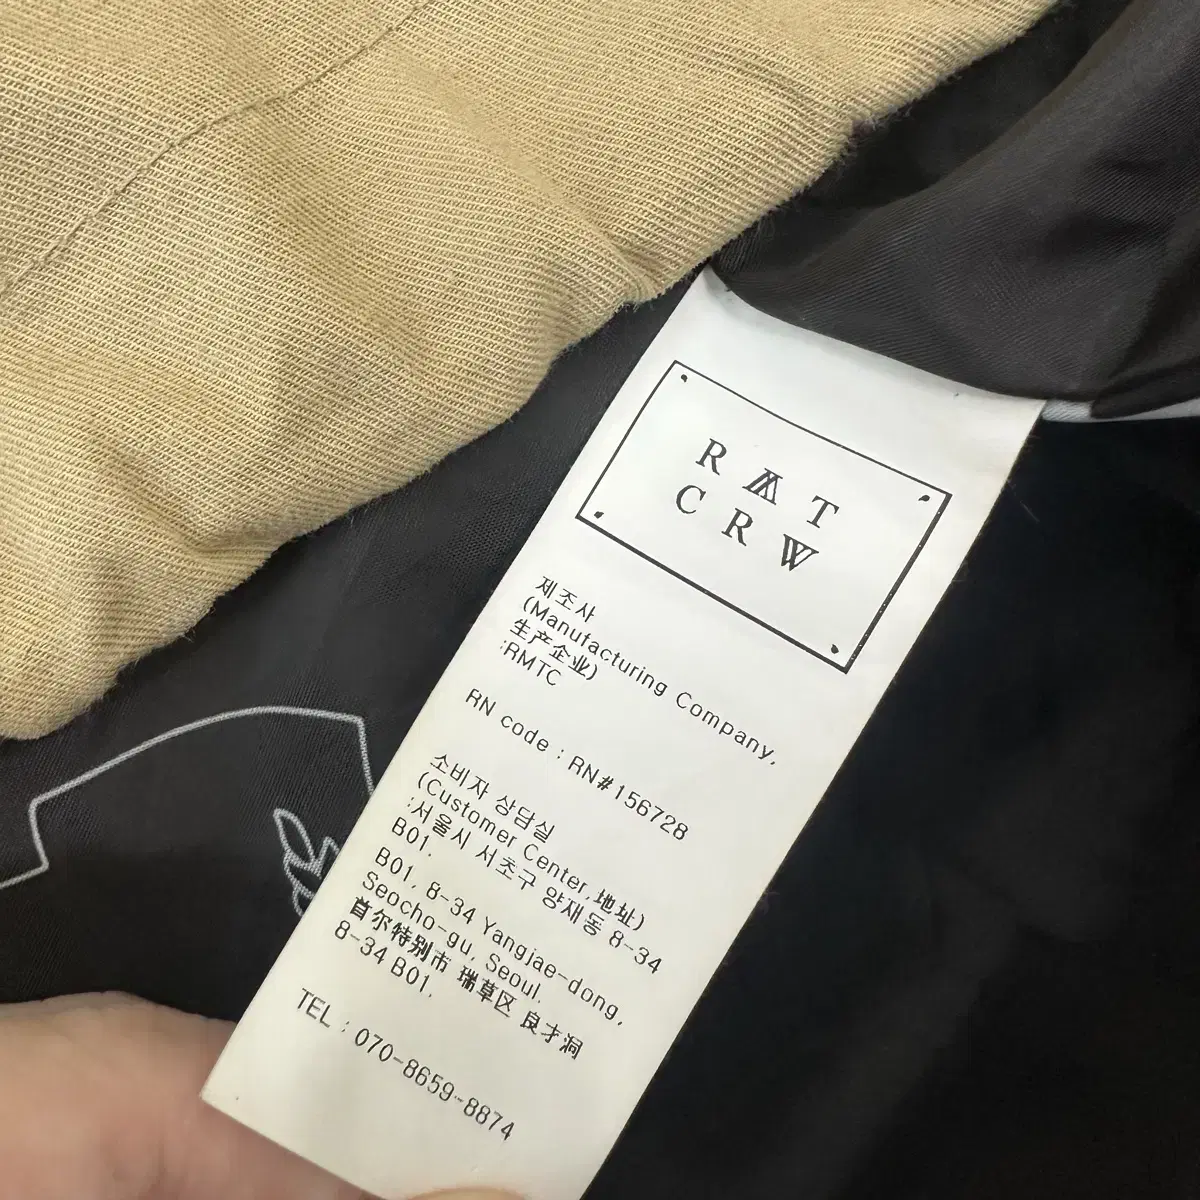 R M T
C R W
제조사
(Manufacturing Company,
生产企业)
:RMTC
RN code : RN#156728
소비자 상담실
(Customer Center,地址)
:서울시 서초구 양재동 8-34
B01.
B01, 8-34 Yangjae-dong,
Seocho-gu, Seoul.
首尔特别市 瑞草区 良才洞
8-34 B01.
TEL : 070-8659-8874